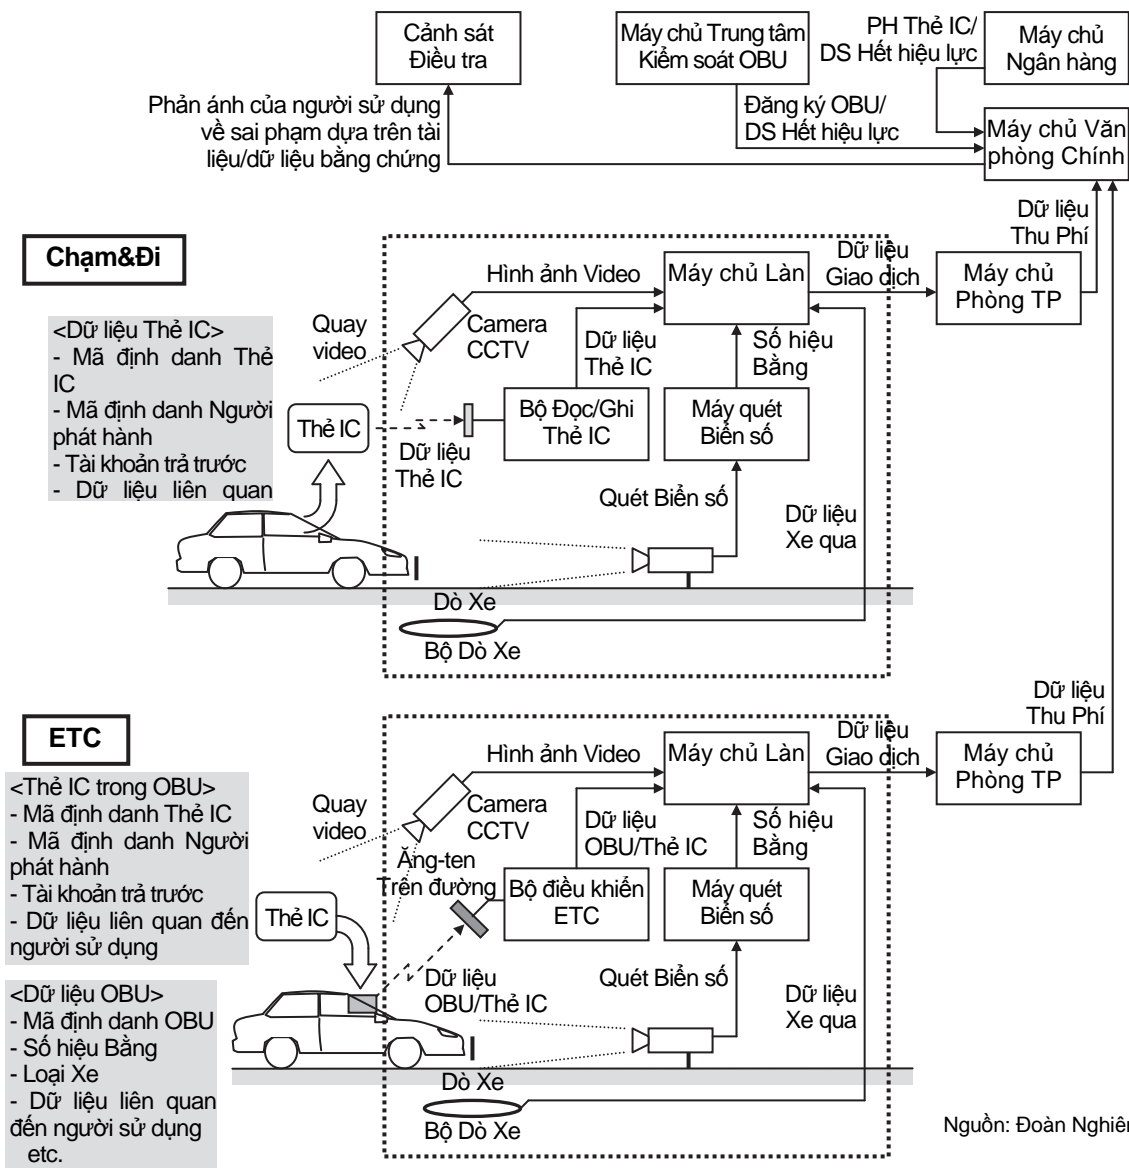 Cảnh sát
Điều tra
Máy chủ Trung tâm
Kiểm soát OBU
PH Thẻ IC/
DS Hết hiệu lực
Máy chủ
Ngân hàng
Phản ánh của người sử dụng
về sai phạm dựa trên tài
liệu/dữ liệu bằng chứng
Đăng ký OBU/
DS Hết hiệu lực
Máy chủ Văn
phòng Chính
Dữ liệu
Thu Phí
Chạm&Đi
Hình ảnh Video
Máy chủ Làn
Dữ liệu
Giao dịch
Máy chủ
Phòng TP
<Dữ liệu Thẻ IC>
- Mã định danh Thẻ
IC
- Mã định danh Người
phát hành
- Tài khoản trả trước
- Dữ liệu liên quan
Quay
video
Camera
CCTV
Dữ liệu
Thẻ IC
Số hiệu
Bằng
Thẻ IC
Dữ liệu
Thẻ IC
Bộ Đọc/Ghi
Thẻ IC
Máy quét
Biển số
Quét Biển số
Dữ liệu
Xe qua
Dò Xe
Bộ Dò Xe
Dữ liệu
Thu Phí
ETC
Hình ảnh Video
Máy chủ Làn
Dữ liệu
Giao dịch
Máy chủ
Phòng TP
<Thẻ IC trong OBU>
- Mã định danh Thẻ IC
- Mã định danh Người
phát hành
- Tài khoản trả trước
- Dữ liệu liên quan đến
người sử dụng
Quay
video
Camera
CCTV
Dữ liệu
OBU/Thẻ IC
Số hiệu
Bằng
Ăng-ten
Trên đường
Bộ điều khiển
ETC
Máy quét
Biển số
Thẻ IC
Dữ liệu
OBU/Thẻ IC
Quét Biển số
Dữ liệu
Xe qua
<Dữ liệu OBU>
- Mã định danh OBU
- Số hiệu Bằng
- Loại Xe
- Dữ liệu liên quan
đến người sử dụng
etc.
Dò Xe
Bộ Dò Xe
Nguồn: Đoàn Nghiên